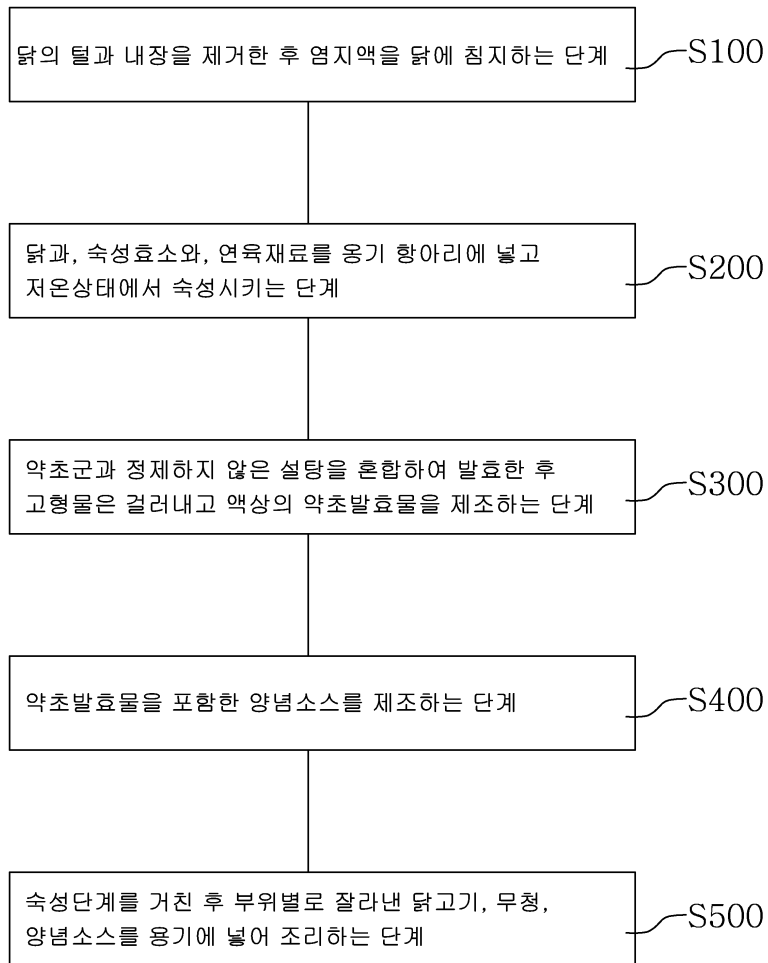 닭의 털과 내장을 제거한 후 염지액을 닭에 침지하는 단계
S100
닭과, 숙성효소와, 연육재료를 옹기 항아리에 넣고
저온상태에서 숙성시키는 단계
S200
약초군과 정제하지 않은 설탕을 혼합하여 발효한 후
고형물은 걸러내고 액상의 약초발효물을 제조하는 단계
S300
약초발효물을 포함한 양념소스를 제조하는 단계
S400
숙성단계를 거친 후 부위별로 잘라낸 닭고기, 무청,
양념소스를 용기에 넣어 조리하는 단계
S500